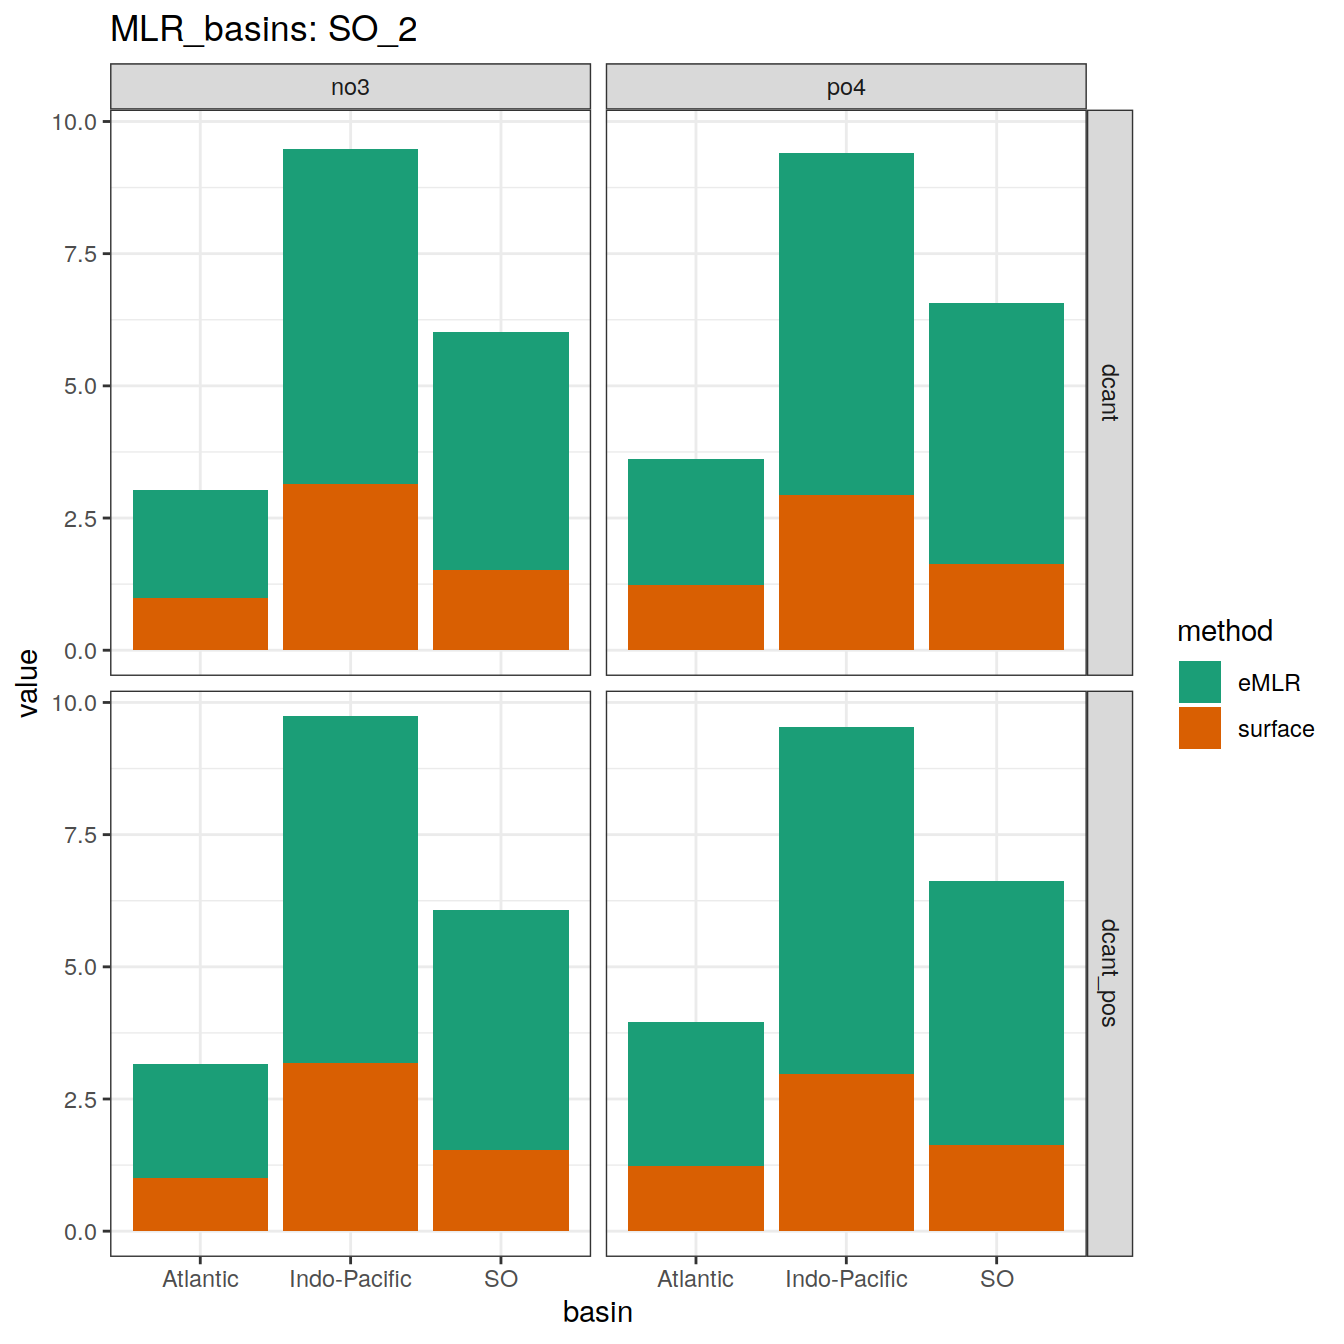 MLR_basins: SO_2
no3
po4
10.0
7.5
5.0
2.5
0.0
dcant
10.0
7.5
5.0
2.5
0.0
dcant_pos
value
Atlantic
Indo-Pacific
SO
Atlantic
Indo-Pacific
SO
basin
method
eMLR
surface